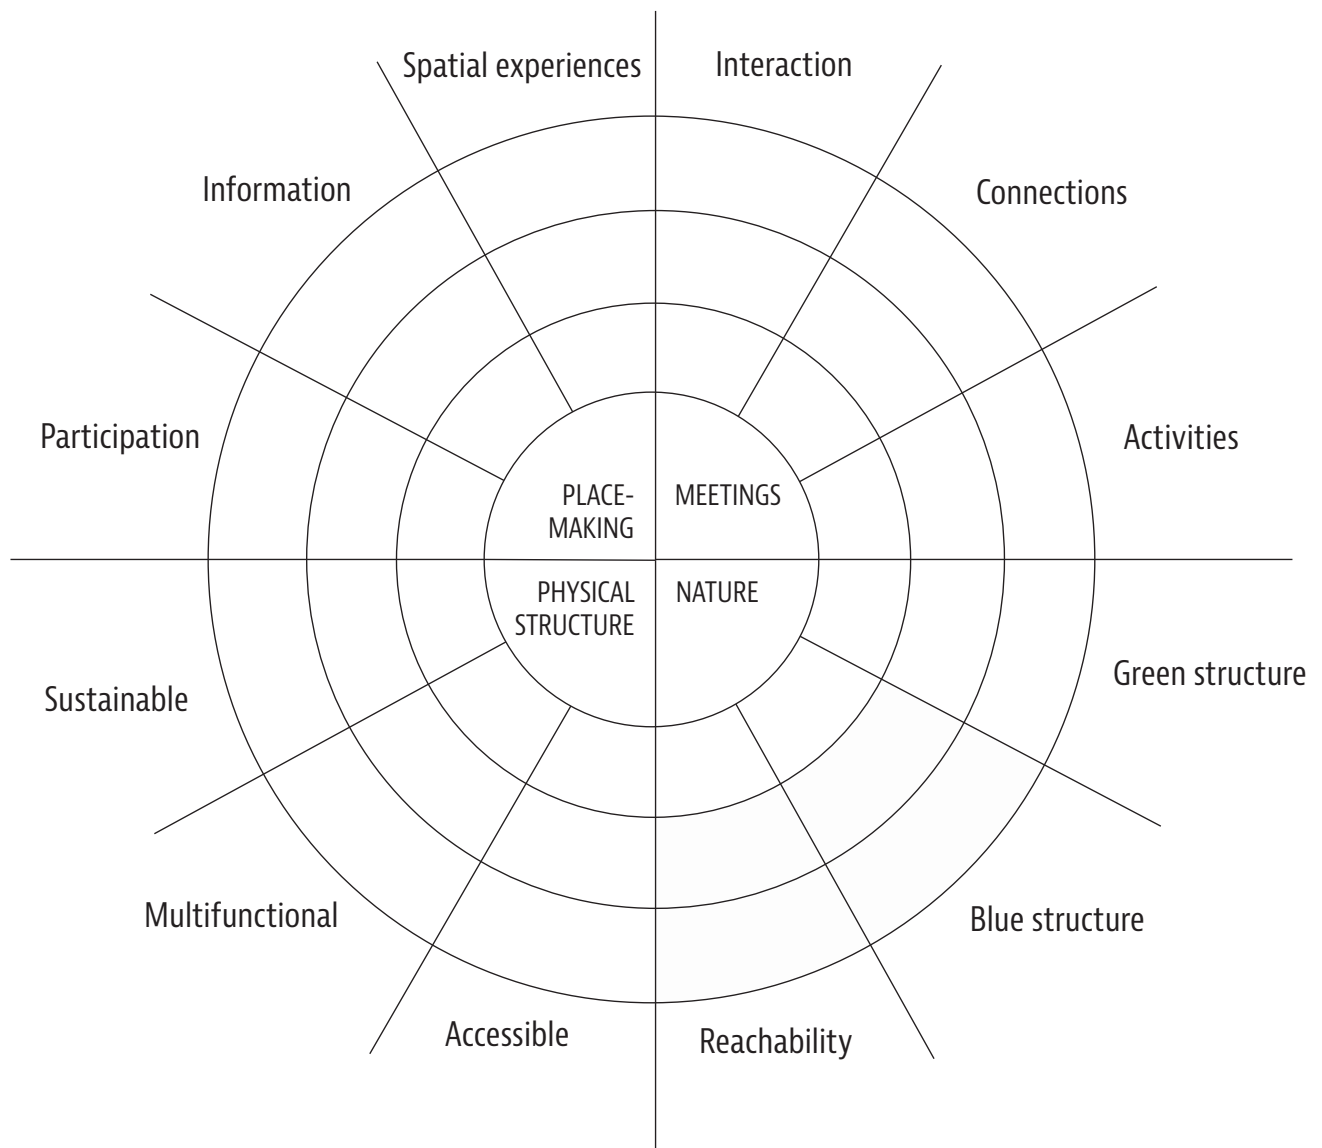 Spatial experiences
Interaction
Information
Connections
Participation
Activities
PLACE-
MAKING
MEETINGS
PHYSICAL
STRUCTURE
NATURE
Sustainable
Green structure
Multifunctional
Blue structure
Accessible
Reachability